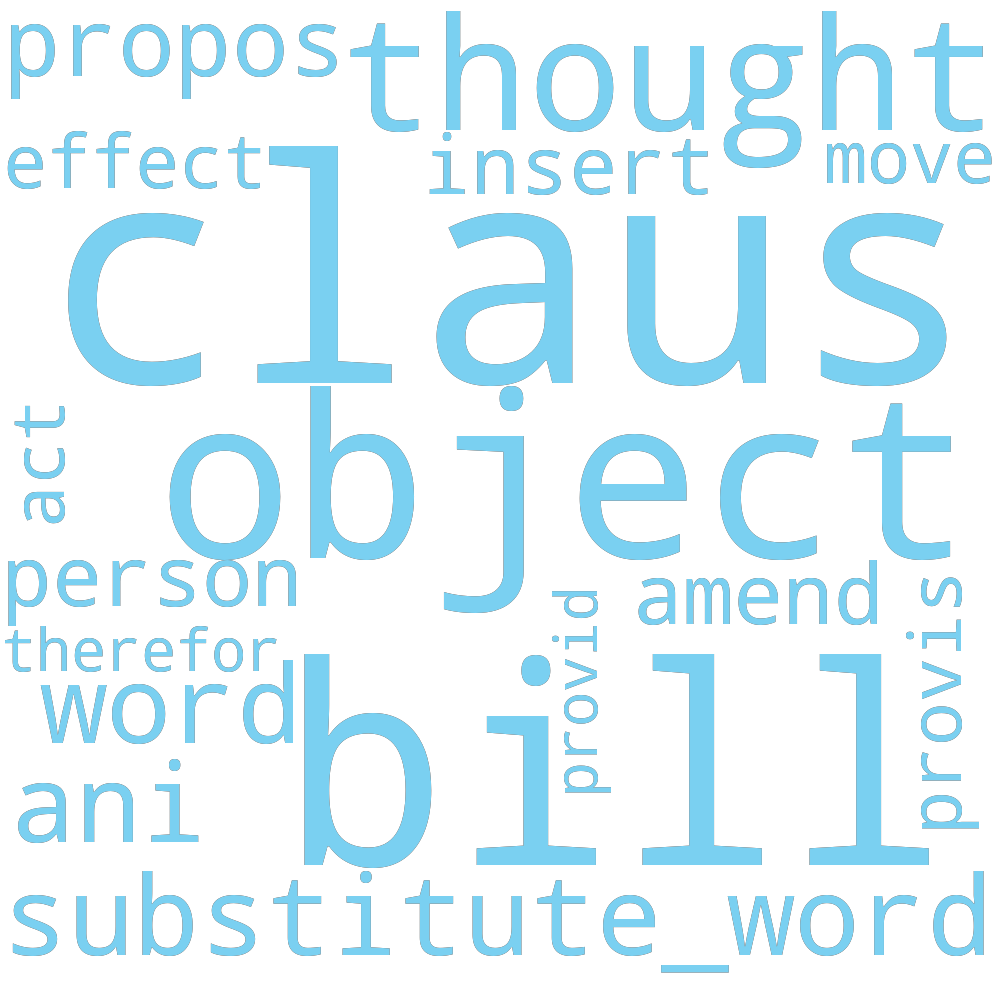 propos
thought
effect
insert
move
claus
act
object
person
amend
provis
therefor
provid
word
bill
ani
substitute_word